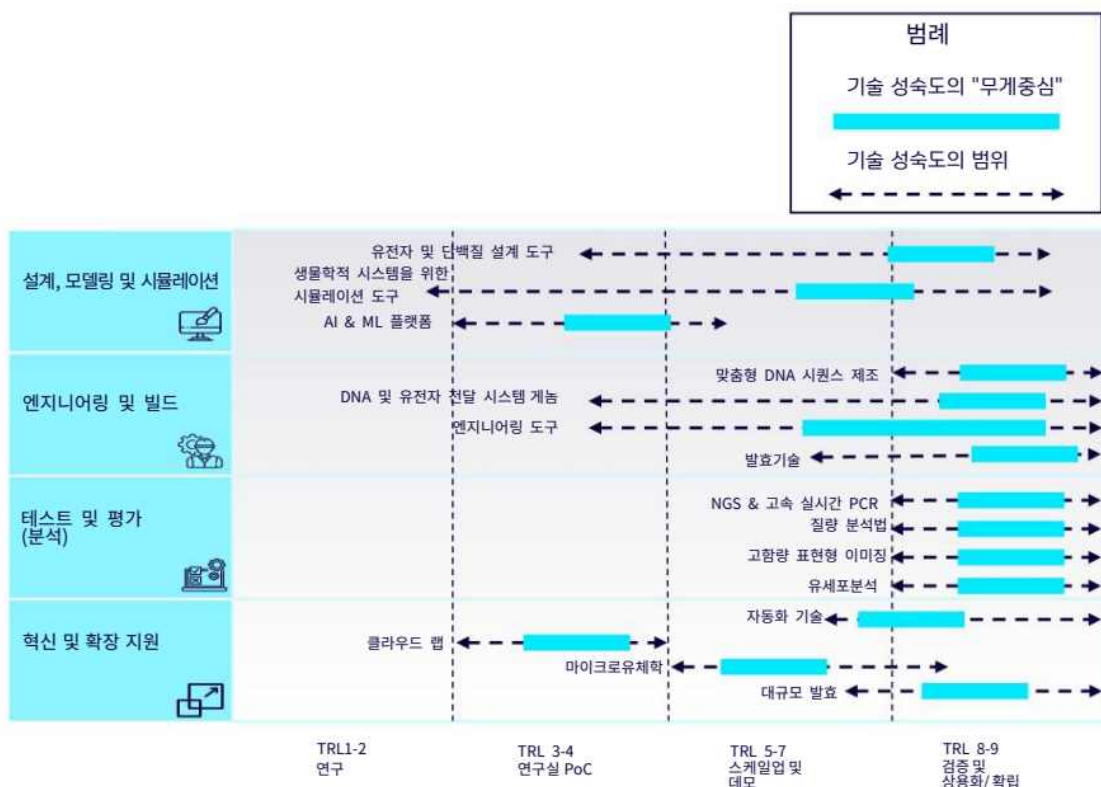 범례
기술 성숙도의 "무게중심"
기술 성숙도의 범위
설계, 모델링 및 시뮬레이션
유전자 및 단백질 설계 도구
생물학적 시스템을 위한
시뮬레이션 도구
AI & ML 플랫폼
엔지니어링 및 빌드
맞춤형 DNA 시퀀스 제조
DNA 및 유전자 전달 시스템 게놈
엔지니어링 도구
발효기술
테스트 및 평가
(분석)
NGS & 고속 실시간 PCR
질량 분석법
고함량 표현형 이미징
유세포분석
혁신 및 확장 지원
자동화 기술
클라우드 랩
마이크로유체학
대규모 발효
TRL1-2
연구
TRL 3-4
연구실 PoC
TRL 5-7
스케일업 및
데모
TRL 8-9
검증 및
상용화/ 확립